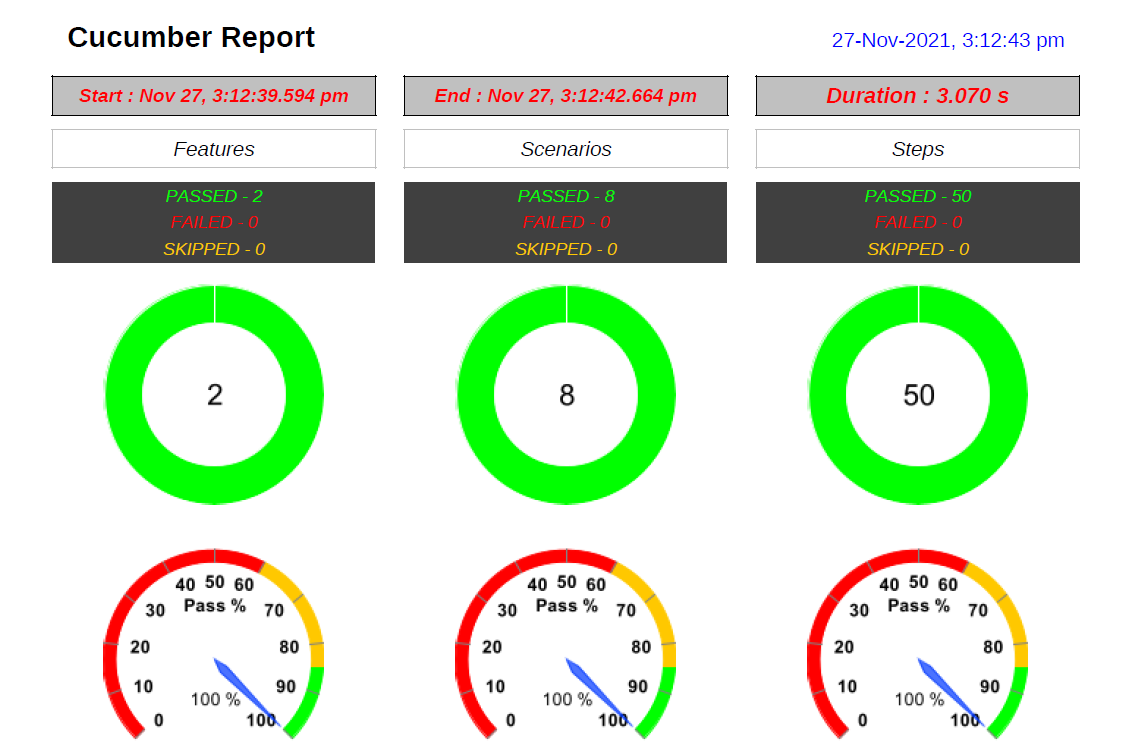 Cucumber Report
27-Nov-2021, 3:12:43 pm
Start : Nov 27, 3:12:39.594 pm
End : Nov 27, 3:12:42.664 pm
Duration : 3.070 s
Features
Scenarios
Steps
PASSED - 2
FAILED - 0
SKIPPED - 0
PASSED - 8
FAILED - 0
SKIPPED - 0
PASSED - 50
FAILED - 0
SKIPPED - 0
2
8
50
0 10 20 30 40 50 60 70 80 90 100
Pass %
100 %
0 10 20 30 40 50 60 70 80 90 100
Pass %
100 %
0 10 20 30 40 50 60 70 80 90 100
Pass %
100 %